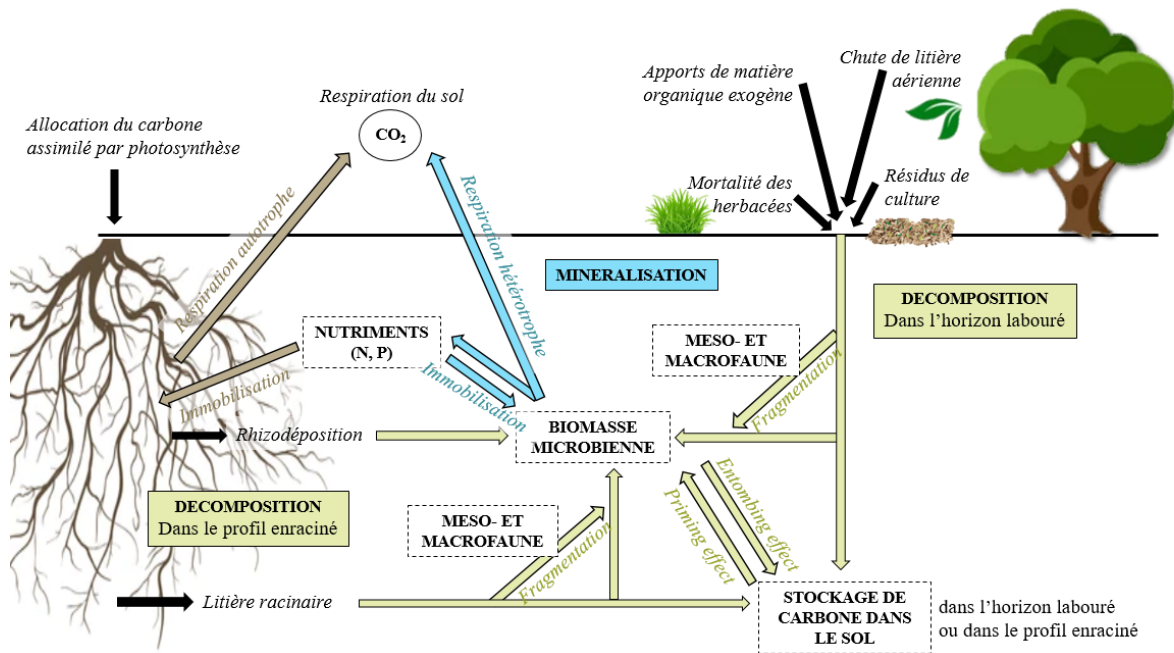 Respiration du sol
CO₂
Allocation du carbone
assimilé par photosynthèse
Apports de matière
organique exogène
Chute de litière
aérienne
Mortalité des
herbacées
Résidus de
culture
Respiration autotrophe
Respiration hétérotrophe
MINERALISATION
DECOMPOSITION
Dans l’horizon labouré
NUTRIMENTS
(N, P)
MESO- ET
MACROFAUNE
Fragmentation
Immobilisation
Immobilisation
Rhizodéposition
BIOMASSE
MICROBIENNE
DECOMPOSITION
Dans le profil enraciné
MESO- ET
MACROFAUNE
Fragmentation
Priming effect
Entombing effect
Litière racinaire
STOCKAGE DE
CARBONE DANS
LE SOL
dans l’horizon labouré
ou dans le profil enraciné